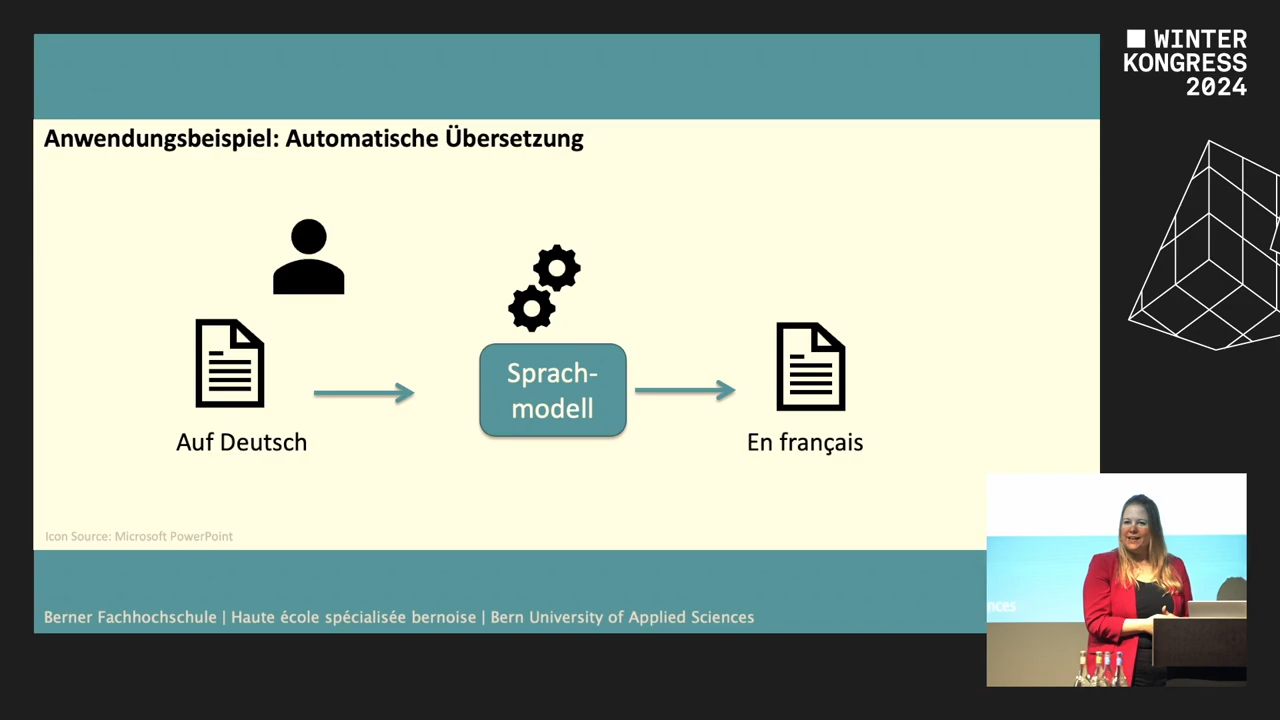 WINTER
KONGRESS
2024
Anwendungsbeispiel: Automatische Übersetzung
Sprach-
modell
Auf Deutsch
En français
Icon Source: Microsoft PowerPoint
Berner Fachhochschule | Haute école spécialisée bernoise | Bern University of Applied Sciences
nces